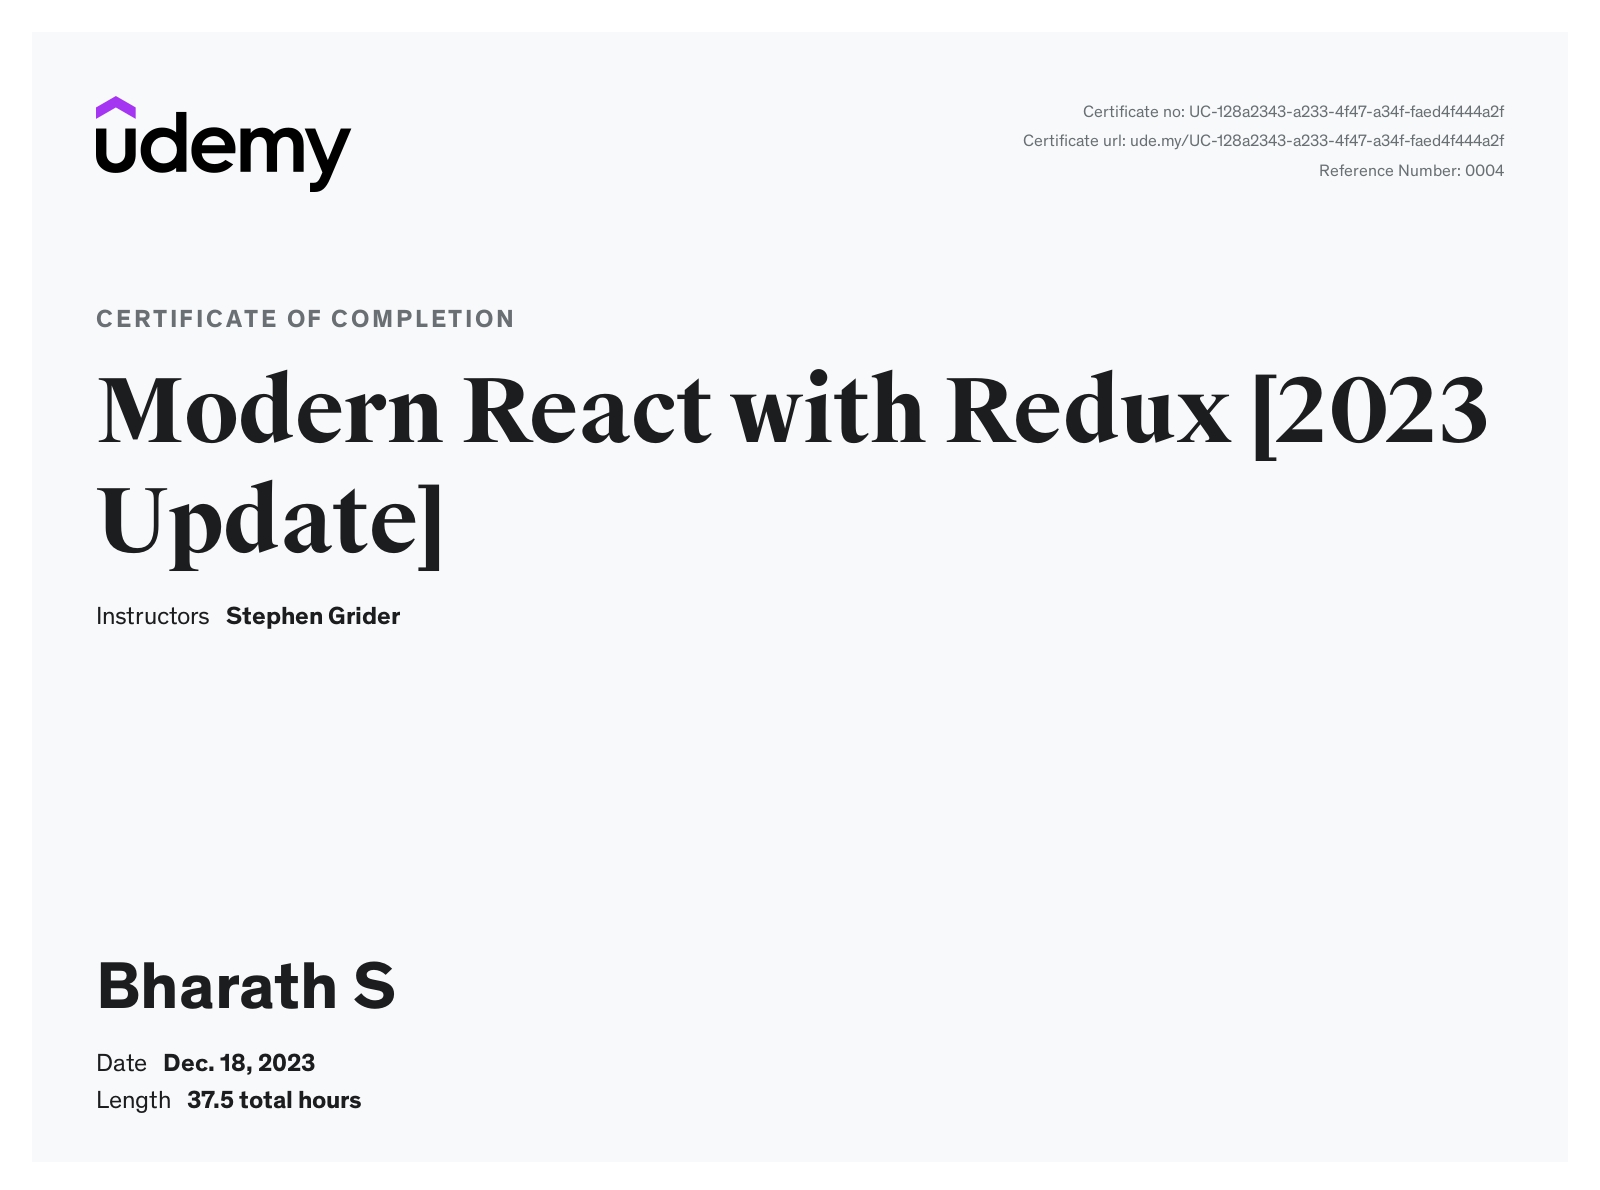 udemy
Certificate no: UC-128a2343-a233-4f47-a34f-faed4f444a2f
Certificate url: ude.my/UC-128a2343-a233-4f47-a34f-faed4f444a2f
Reference Number: 0004
CERTIFICATE OF COMPLETION
Modern React with Redux [2023
Update]
Instructors Stephen Grider
Bharath S
Date Dec. 18, 2023
Length 37.5 total hours